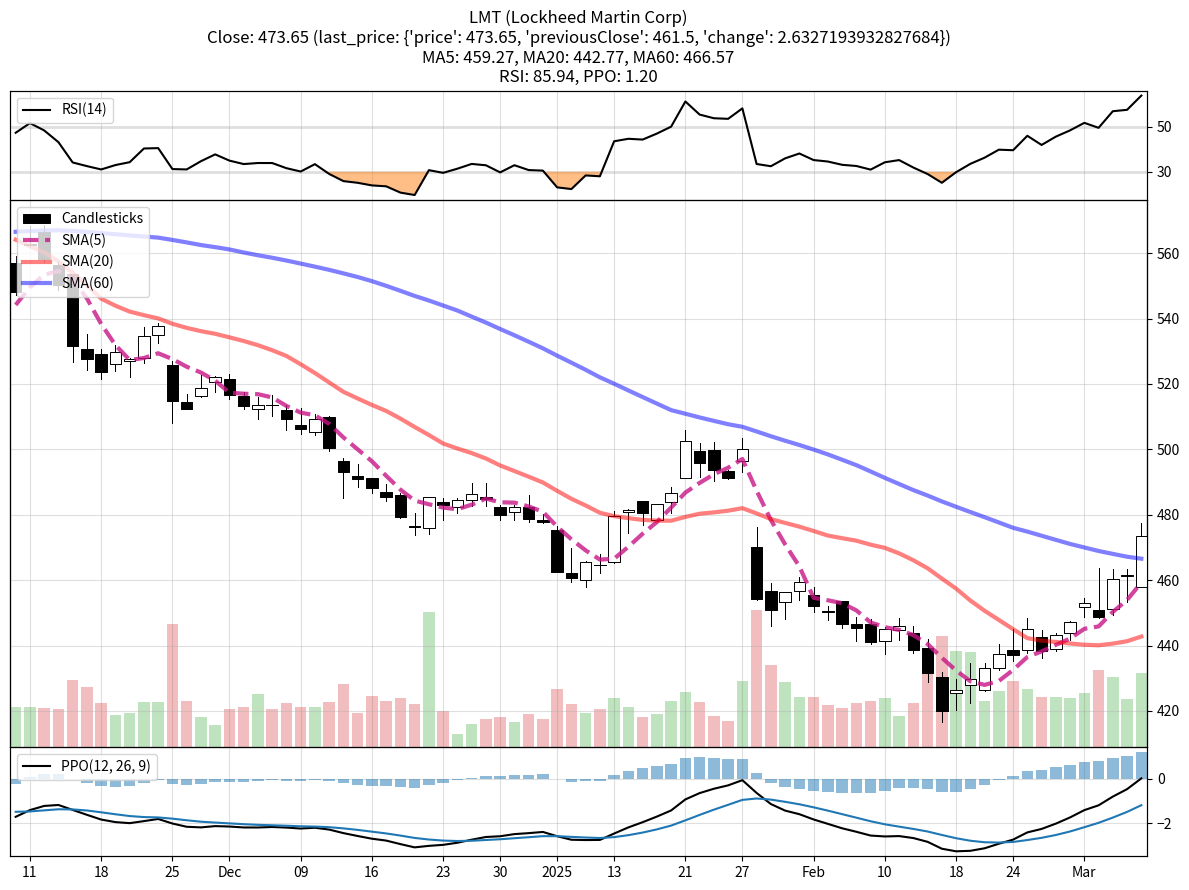 LMT (Lockheed Martin Corp)
Close: 473.65 (last_price: {'price': 473.65, 'previousClose': 461.5, 'change': 2.6327193932827684})
MA5: 459.27, MA20: 442.77, MA60: 466.57
RSI: 85.94, PPO: 1.20
RSI(14)
50
30
Candlesticks
SMA(5)
SMA(20)
SMA(60)
560
540
520
500
480
460
440
420
PPO(12, 26, 9)
0
−2
11 18 25 Dec 09 16 23 30 2025 13 21 27 Feb 10 18 24 Mar